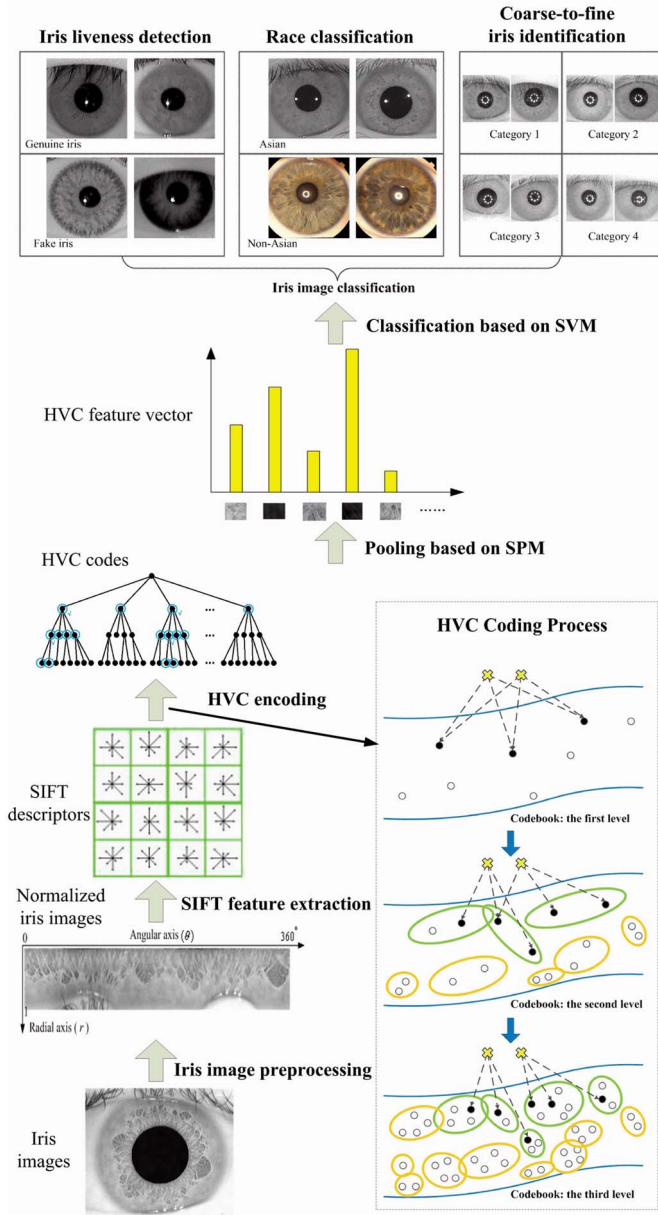 Iris liveness detection
Race classification
Coarse-to-fine
iris identification
Genuine iris
Asian
Category 1
Category 2
Fake iris
Non-Asian
Category 3
Category 4
Iris image classification
Classification based on SVM
HVC feature vector
......
Pooling based on SPM
HVC codes
...
...
...
HVC encoding
SIFT
descriptors
Normalized
iris images
SIFT feature extraction
0
Angular axis (θ)
360°
1
Radial axis (r)
Iris image preprocessing
Iris
images
HVC Coding Process
Codebook: the first level
Codebook: the second level
Codebook: the third level